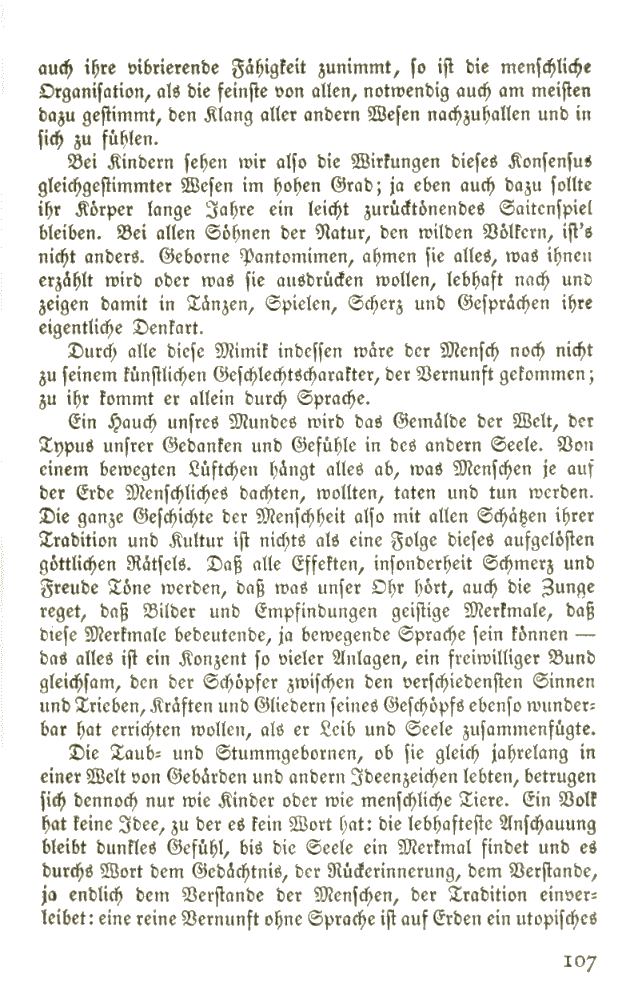 auch ihre vibrierende Fähigkeit zunimmt, so ist die menschliche
Organisation, als die feinste von allen, notwendig auch am meisten
dazu gestimmt, den Klang aller andern Wesen nachzuhallen und in
sich zu fühlen.
Bei Kindern sehen wir also die Wirkungen dieses Konsensus
gleichgestimmter Wesen im hohen Grad; ja eben auch dazu sollte
ihr Körper lange Jahre ein leicht zurücktönendes Saitenspiel
bleiben. Bei allen Söhnen der Natur, den wilden Völkern, ist's
nicht anders. Geborne Pantomimen, ahmen sie alles, was ihnen
erzählt wird oder was sie ausdrücken wollen, lebhaft nach und
zeigen damit in Tänzen, Spielen, Scherz und Gesprächen ihre
eigentliche Denkart.
Durch alle diese Mimik indessen wäre der Mensch noch nicht
zu seinem künstlichen Geschlechtscharakter, der Vernunft gekommen;
zu ihr kommt er allein durch Sprache.
Ein Hauch unsres Mundes wird das Gemälde der Welt, der
Typus unsrer Gedanken und Gefühle in des andern Seele. Von
einem bewegten Lüftchen hängt alles ab, was Menschen je auf
der Erde Menschliches dachten, wollten, taten und tun werden.
Die ganze Geschichte der Menschheit also mit allen Schätzen ihrer
Tradition und Kultur ist nichts als eine Folge dieses aufgelösten
göttlichen Rätsels. Daß alle Effekten, insonderheit Schmerz und
Freude Töne werden, daß was unser Ohr hört, auch die Zunge
reget, daß Bilder und Empfindungen geistige Merkmale, daß
diese Merkmale bedeutende, ja bewegende Sprache sein können —
das alles ist ein Konzent so vieler Anlagen, ein freiwilliger Bund
gleichsam, den der Schöpfer zwischen den verschiedensten Sinnen
und Trieben, Kräften und Gliedern seines Geschöpfs ebenso wunder-
bar hat errichten wollen, als er Leib und Seele zusammenfügte.
Die Taub- und Stummgebornen, ob sie gleich jahrelang in
einer Welt von Gebärden und andern Ideenzeichen lebten, betrugen
sich dennoch nur wie Kinder oder wie menschliche Tiere. Ein Volk
hat keine Idee, zu der es kein Wort hat: die lebhafteste Anschauung
bleibt dunkles Gefühl, bis die Seele ein Merkmal findet und es
durchs Wort dem Gedächtnis, der Rückerinnerung, dem Verstande,
ja endlich dem Verstande der Menschen, der Tradition einver-
leibet: eine reine Vernunft ohne Sprache ist auf Erden ein utopisches
107